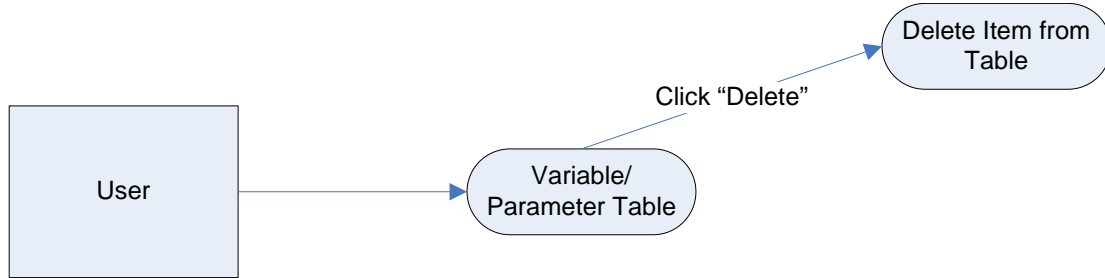 Delete Item from
Table
Click “Delete”
User
Variable/
Parameter Table